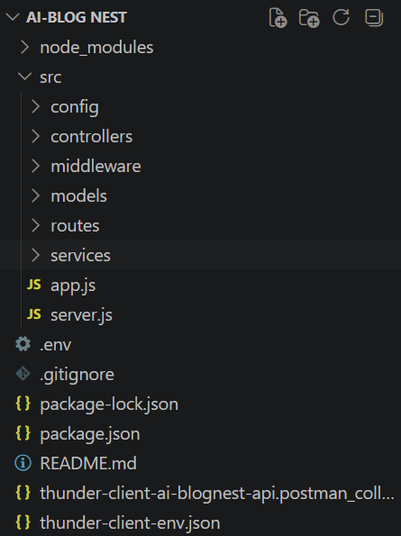 AI-BLOG NEST
node_modules
src
config
controllers
middleware
models
routes
services
JS app.js
JS server.js
.env
.gitignore
{} package-lock.json
{} package.json
README.md
{} thunder-client-ai-blognest-api.postman_coll...
{} thunder-client-env.json